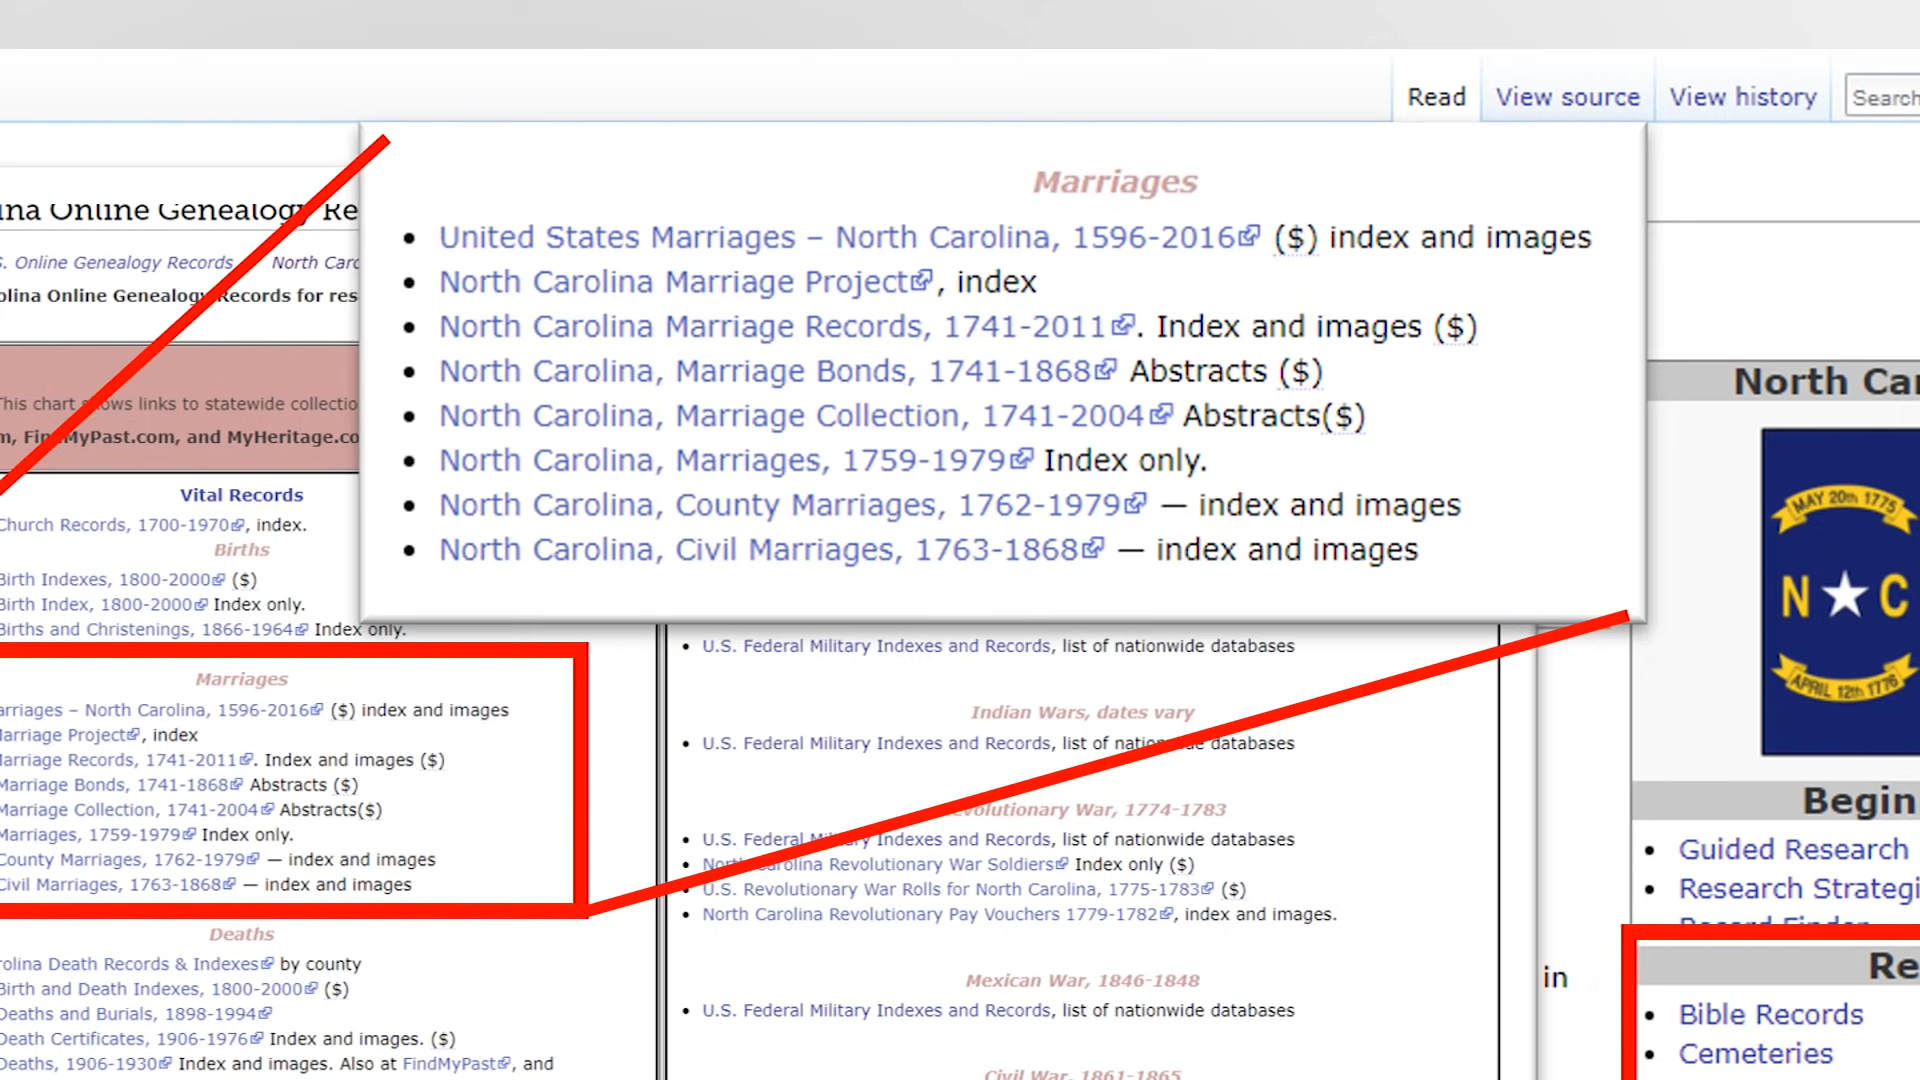 Read
View source
View history
Search
ina Online Genealogy Re
S. Online Genealogy Records
North Caro
olina Online Genealogy Records for res
This chart shows links to statewide collectio
m, FindMyPast.com, and MyHeritage.co
Vital Records
Church Records, 1700-1970, index.
Births
Birth Indexes, 1800-2000 ($)
Birth Index, 1800-2000 Index only.
Births and Christenings, 1866-1964 Index only.
Marriages
• United States Marriages – North Carolina, 1596-2016 ($) index and images
• North Carolina Marriage Project, index
• North Carolina Marriage Records, 1741-2011. Index and images ($)
• North Carolina, Marriage Bonds, 1741-1868 Abstracts ($)
• North Carolina, Marriage Collection, 1741-2004 Abstracts($)
• North Carolina, Marriages, 1759-1979 Index only.
• North Carolina, County Marriages, 1762-1979 — index and images
• North Carolina, Civil Marriages, 1763-1868 — index and images
Marriages
arriages – North Carolina, 1596-2016 ($) index and images
Marriage Project, index
Marriage Records, 1741-2011. Index and images ($)
Marriage Bonds, 1741-1868 Abstracts ($)
Marriage Collection, 1741-2004 Abstracts($)
Marriages, 1759-1979 Index only.
County Marriages, 1762-1979 — index and images
Civil Marriages, 1763-1868 — index and images
Deaths
rolina Death Records & Indexes by county
Birth and Death Indexes, 1800-2000 ($)
Deaths and Burials, 1898-1994
Death Certificates, 1906-1976 Index and images. ($)
Deaths, 1906-1930 Index and images. Also at FindMyPast, and
• U.S. Federal Military Indexes and Records, list of nationwide databases
Indian Wars, dates vary
• U.S. Federal Military Indexes and Records, list of nationwide databases
Revolutionary War, 1774-1783
• U.S. Federal Military Indexes and Records, list of nationwide databases
• North Carolina Revolutionary War Soldiers Index only ($)
• U.S. Revolutionary War Rolls for North Carolina, 1775-1783 ($)
• North Carolina Revolutionary Pay Vouchers 1779-1782, index and images.
Mexican War, 1846-1848
• U.S. Federal Military Indexes and Records, list of nationwide databases
Civil War, 1861-1865
in
North Car
MAY 20th 1775
N C
APRIL 12th 1776
Begin
• Guided Research
• Research Strategi
Record Finder
Re
• Bible Records
• Cemeteries